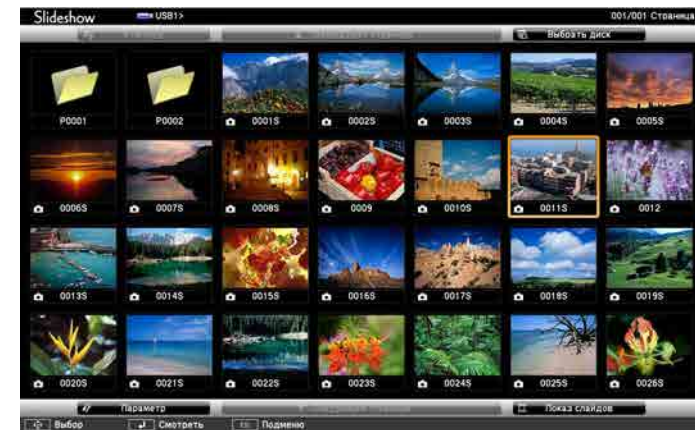 Slideshow USB1> 001/001 Страница
Выбрать диск
P0001 P0002 0001S 0002S 0003S 0004S 0005S
0006S 0007S 0008S 0009 0010S 0011S 0012
0013S 0014S 0015S 0016S 0017S 0018S 0019S
0020S 0021S 0022S 0023S 0024S 0025S 0026S
Параметр Показ слайдов
Выбор Смотреть Esc Подменю